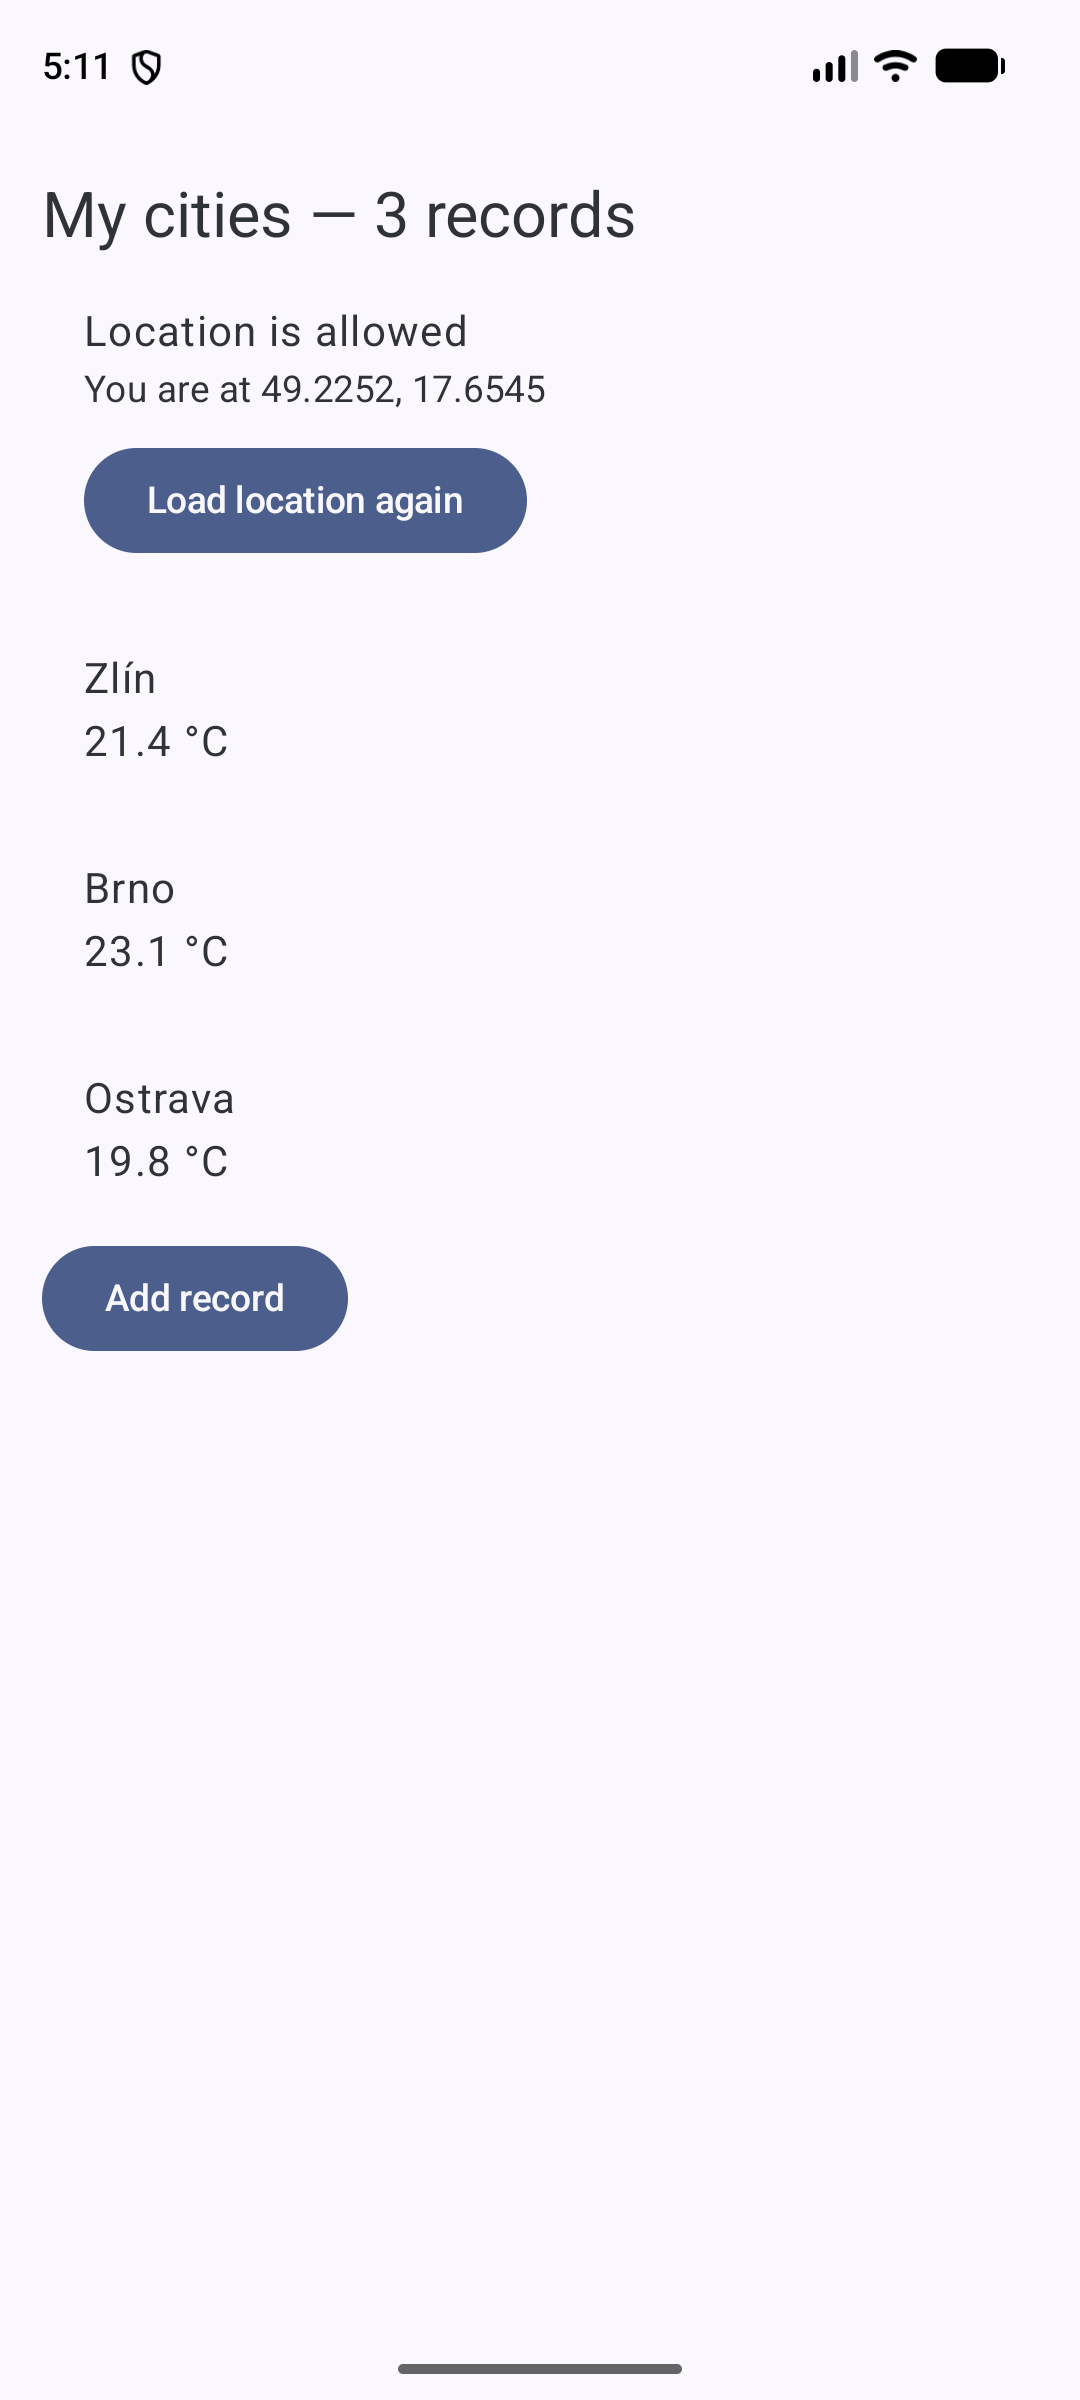 5:11
My cities — 3 records
Location is allowed
You are at 49.2252, 17.6545
Load location again
Zlín
21.4 °C
Brno
23.1 °C
Ostrava
19.8 °C
Add record